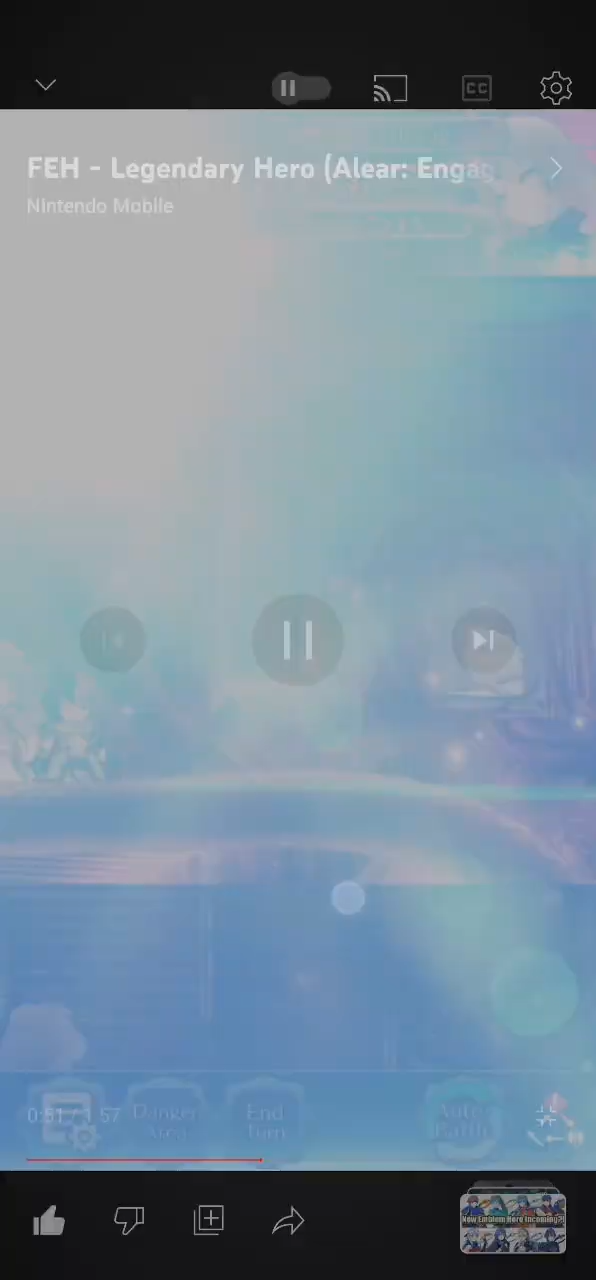 CC
FEH - Legendary Hero (Alear: Engag
Nintendo Mobile
0:51 / 1:57
Danger
Area
End
Turn
Auto
Battle
New Emblem Hero Incoming?!